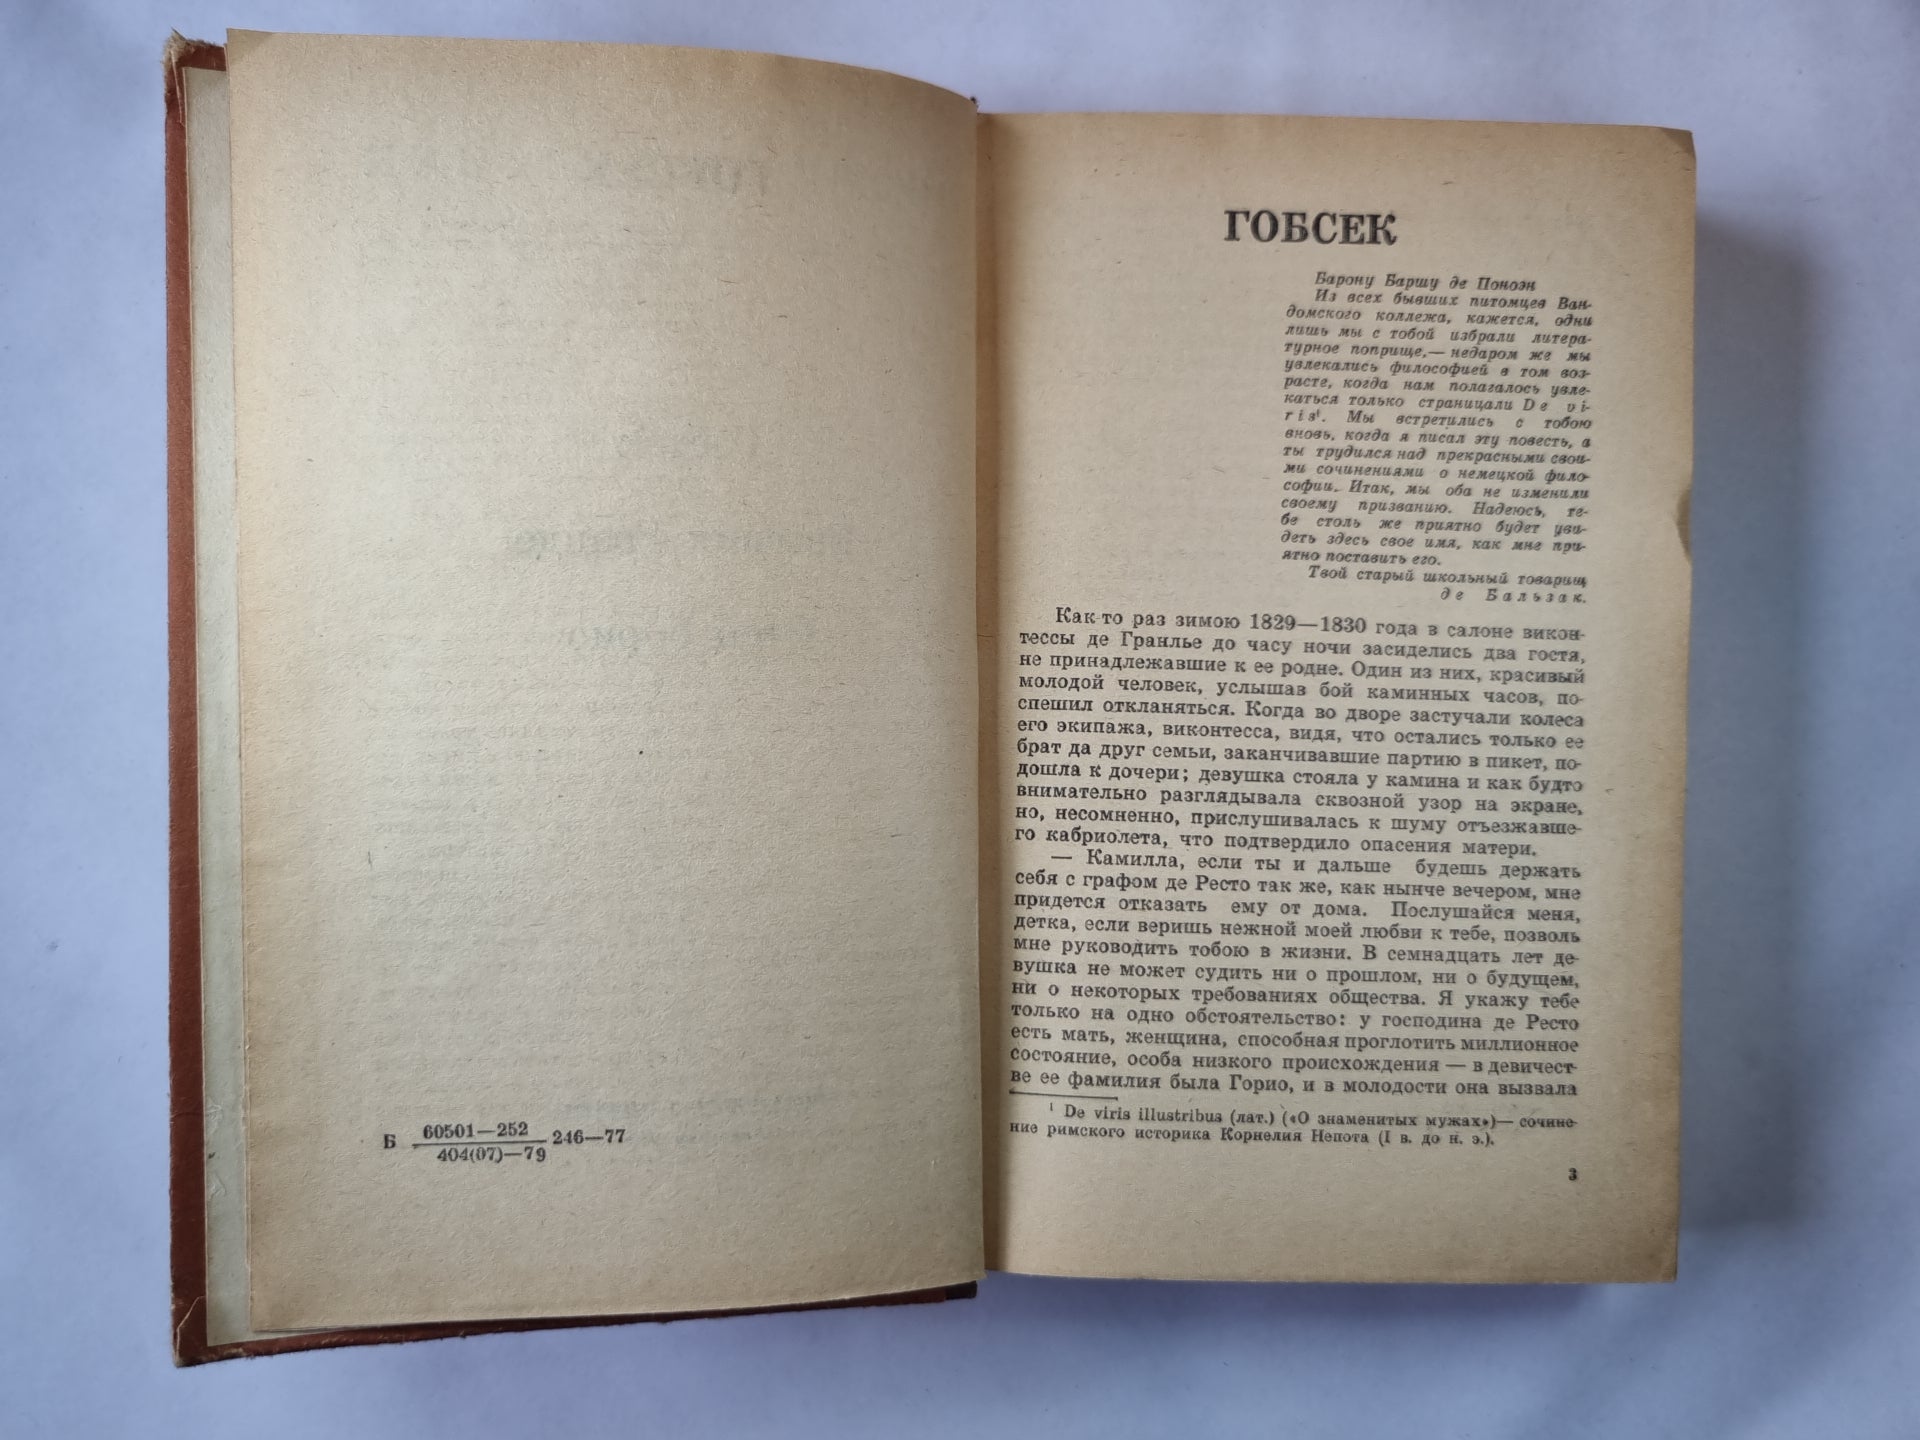 Б 60501—252 246—77
404(07)—79
ГОБСЕК
Барону Баршу де Поноэн
Из всех бывших питомцев Ван-
домского коллежа, кажется, одни
лишь мы с тобой избрали литера-
турное поприще,— недаром же мы
увлекались философией в том воз-
расте, когда нам полагалось увле-
каться только страницали De vi-
ris¹. Мы встретились с тобою
вновь, когда я писал эту повесть, а
ты трудился над прекрасными свои-
ми сочинениями о немецкой фило-
софии. Итак, мы оба не изменили
своему призванию. Надеюсь, те-
бе столь же приятно будет уви-
деть здесь свое имя, как мне при-
ятно поставить его.
Твой старый школьный товарищ
де Бальзак.
Как-то раз зимою 1829—1830 года в салоне викон-
тессы де Гранлье до часу ночи засиделись два гостя,
не принадлежавшие к ее родне. Один из них, красивый
молодой человек, услышав бой каминных часов, по-
спешил откланяться. Когда во дворе застучали колеса
его экипажа, виконтесса, видя, что остались только ее
брат да друг семьи, заканчивавшие партию в пикет, по-
дошла к дочери; девушка стояла у камина и как будто
внимательно разглядывала сквозной узор на экране,
но, несомненно, прислушивалась к шуму отъезжавше-
го кабриолета, что подтвердило опасения матери.
— Камилла, если ты и дальше будешь держать
себя с графом де Ресто так же, как нынче вечером, мне
придется отказать ему от дома. Послушайся меня,
детка, если веришь нежной моей любви к тебе, позволь
мне руководить тобою в жизни. В семнадцать лет де-
вушка не может судить ни о прошлом, ни о будущем,
ни о некоторых требованиях общества. Я укажу тебе
только на одно обстоятельство: у господина де Ресто
есть мать, женщина, способная проглотить миллионное
состояние, особа низкого происхождения — в девичест-
ве ее фамилия была Горио, и в молодости она вызвала
¹ De viris illustribus (лат.) («О знаменитых мужах»)— сочине-
ние римского историка Корнелия Непота (I в. до н. э.).
3